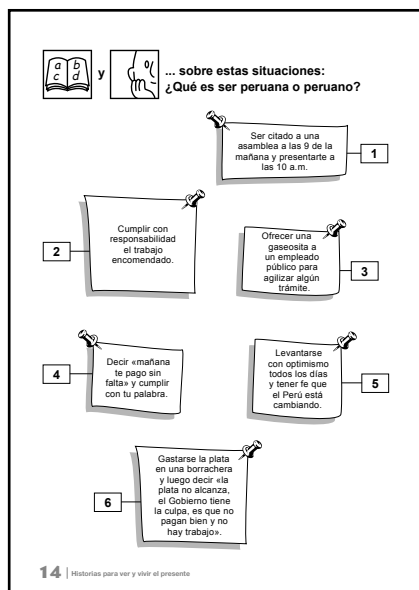 a b
c d
y
... sobre estas situaciones:
¿Qué es ser peruana o peruano?
Ser citado a una
asamblea a las 9 de la
mañana y presentarte a
las 10 a.m.
1
Cumplir con
responsabilidad
el trabajo
encomendado.
2
Ofrecer una
gaseosita a
un empleado
público para
agilizar algún
trámite.
3
Decir «mañana
te pago sin
falta» y cumplir
con tu palabra.
4
Levantarse
con optimismo
todos los días
y tener fe que
el Perú está
cambiando.
5
Gastarse la plata
en una borrachera
y luego decir «la
plata no alcanza,
el Gobierno tiene
la culpa, es que no
pagan bien y no
hay trabajo».
6
14 | Historias para ver y vivir el presente